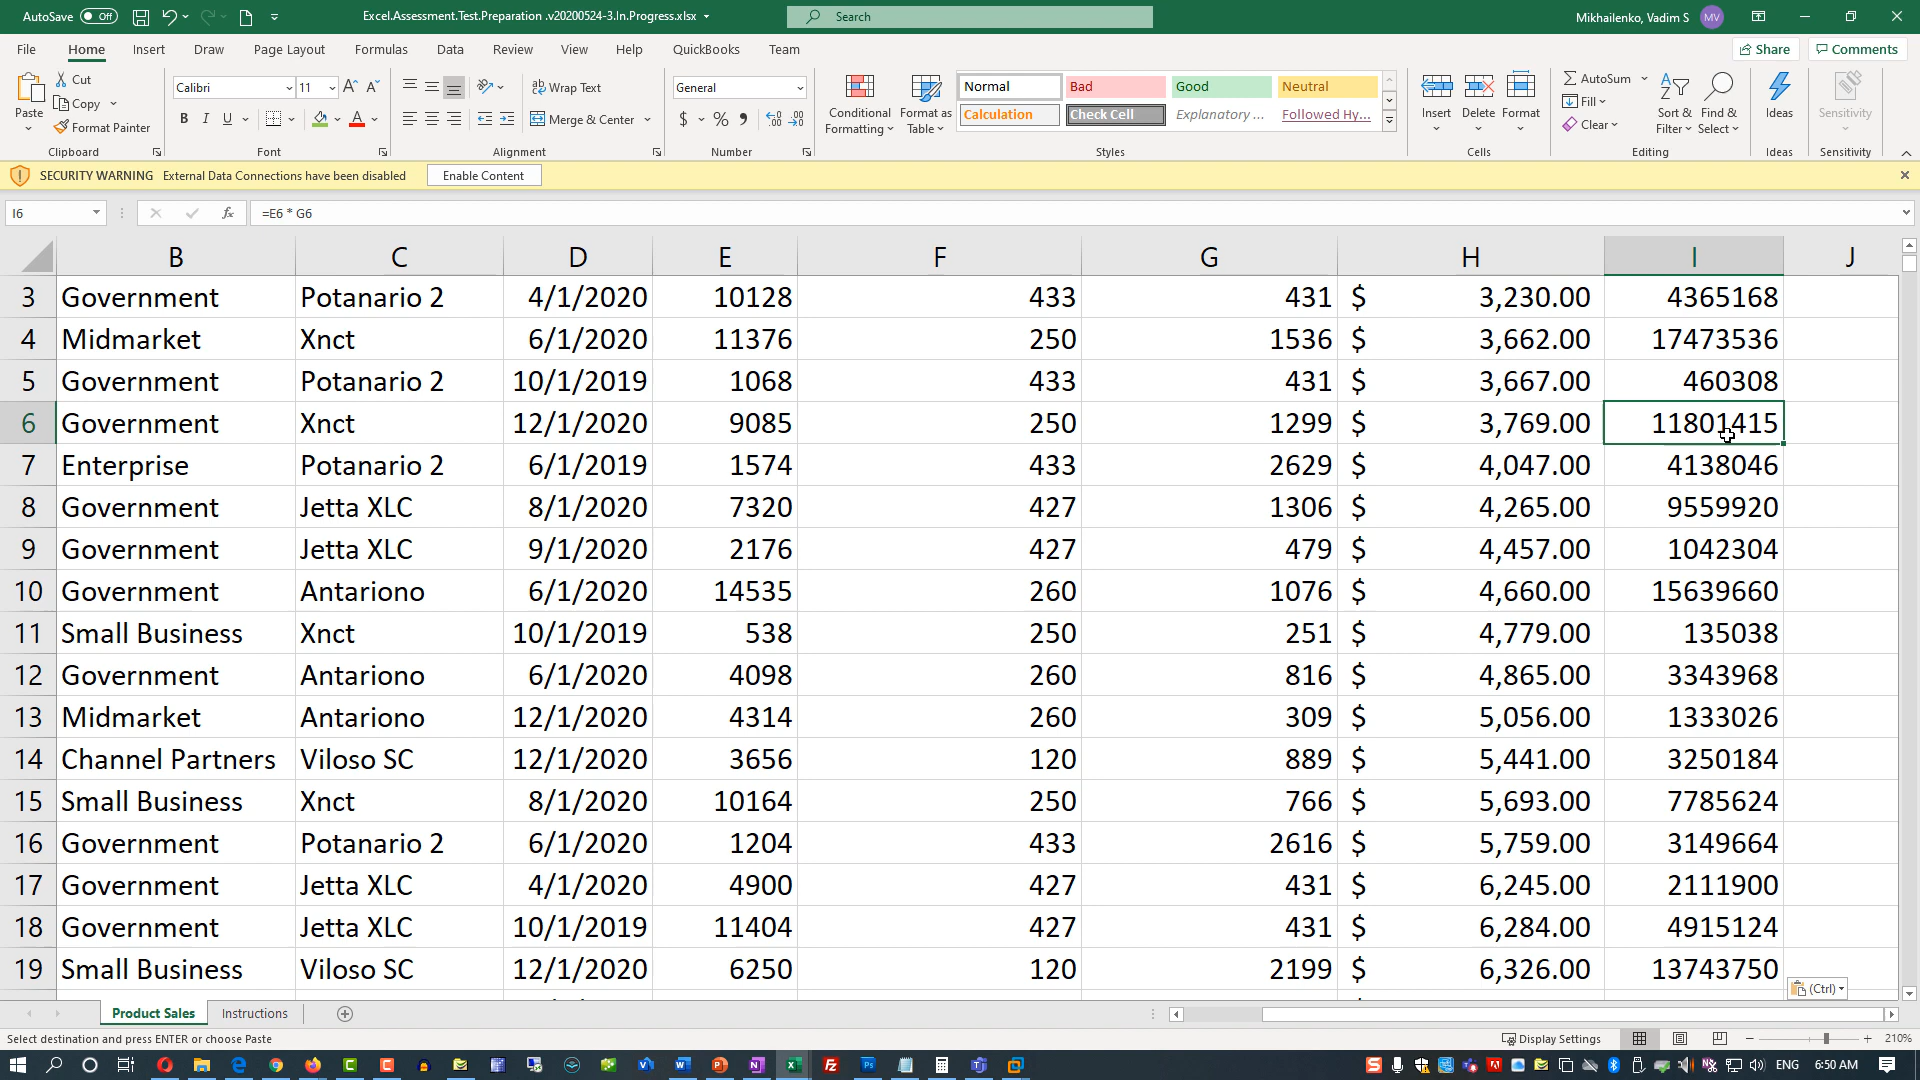 AutoSave Off Excel.Assessment.Test.Preparation .v20200524-3.In.Progress.xlsx Search Mikhailenko, Vadim S MV
File Home Insert Draw Page Layout Formulas Data Review View Help QuickBooks Team Share Comments
Paste Cut Copy Format Painter Clipboard
Calibri 11 B I U A Font
Wrap Text Merge & Center Alignment
General $ % Number
Conditional Formatting Format as Table
Normal Bad Good Neutral
Calculation Check Cell Explanatory ... Followed Hy...
Styles
Insert Delete Format Cells
AutoSum Fill Clear Sort & Filter Find & Select Editing
Ideas Ideas
Sensitivity Sensitivity
SECURITY WARNING External Data Connections have been disabled Enable Content
I6 fx =E6 * G6
B C D E F G H I J
3 Government Potanario 2 4/1/2020 10128 433 431 $ 3,230.00 4365168
4 Midmarket Xnct 6/1/2020 11376 250 1536 $ 3,662.00 17473536
5 Government Potanario 2 10/1/2019 1068 433 431 $ 3,667.00 460308
6 Government Xnct 12/1/2020 9085 250 1299 $ 3,769.00 11801415
7 Enterprise Potanario 2 6/1/2019 1574 433 2629 $ 4,047.00 4138046
8 Government Jetta XLC 8/1/2020 7320 427 1306 $ 4,265.00 9559920
9 Government Jetta XLC 9/1/2020 2176 427 479 $ 4,457.00 1042304
10 Government Antariono 6/1/2020 14535 260 1076 $ 4,660.00 15639660
11 Small Business Xnct 10/1/2019 538 250 251 $ 4,779.00 135038
12 Government Antariono 6/1/2020 4098 260 816 $ 4,865.00 3343968
13 Midmarket Antariono 12/1/2020 4314 260 309 $ 5,056.00 1333026
14 Channel Partners Viloso SC 12/1/2020 3656 120 889 $ 5,441.00 3250184
15 Small Business Xnct 8/1/2020 10164 250 766 $ 5,693.00 7785624
16 Government Potanario 2 6/1/2020 1204 433 2616 $ 5,759.00 3149664
17 Government Jetta XLC 4/1/2020 4900 427 431 $ 6,245.00 2111900
18 Government Jetta XLC 10/1/2019 11404 427 431 $ 6,284.00 4915124
19 Small Business Viloso SC 12/1/2020 6250 120 2199 $ 6,326.00 13743750
(Ctrl)
Product Sales Instructions
Select destination and press ENTER or choose Paste Display Settings 210%
ENG 6:50 AM